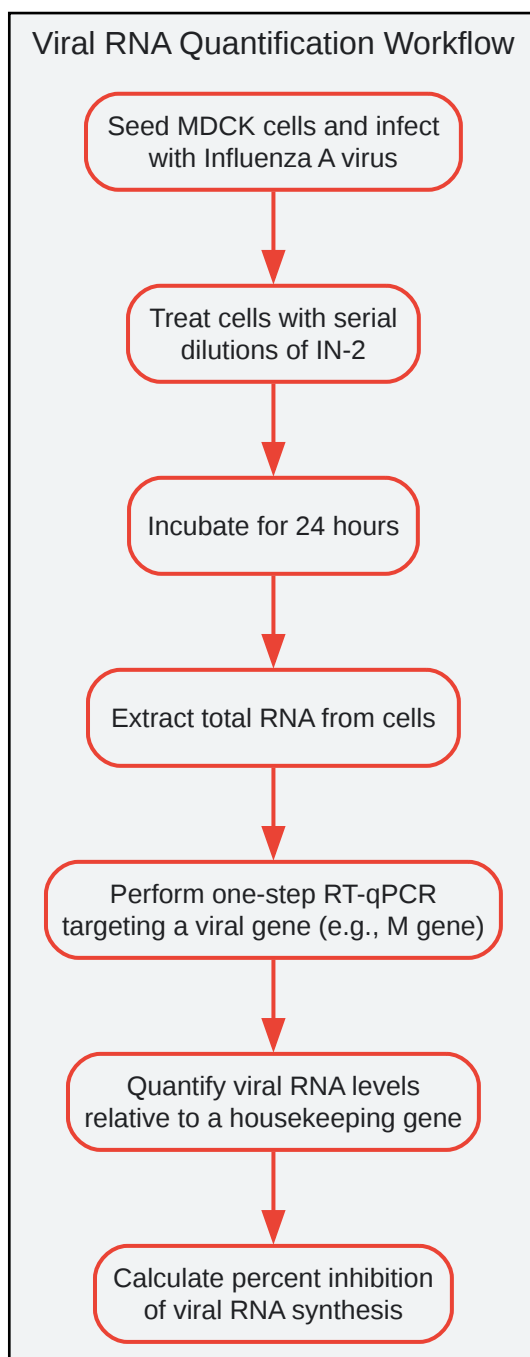 Viral RNA Quantification Workflow
Seed MDCK cells and infect
with Influenza A virus
Treat cells with serial
dilutions of IN-2
Incubate for 24 hours
Extract total RNA from cells
Perform one-step RT-qPCR
targeting a viral gene (e.g., M gene)
Quantify viral RNA levels
relative to a housekeeping gene
Calculate percent inhibition
of viral RNA synthesis